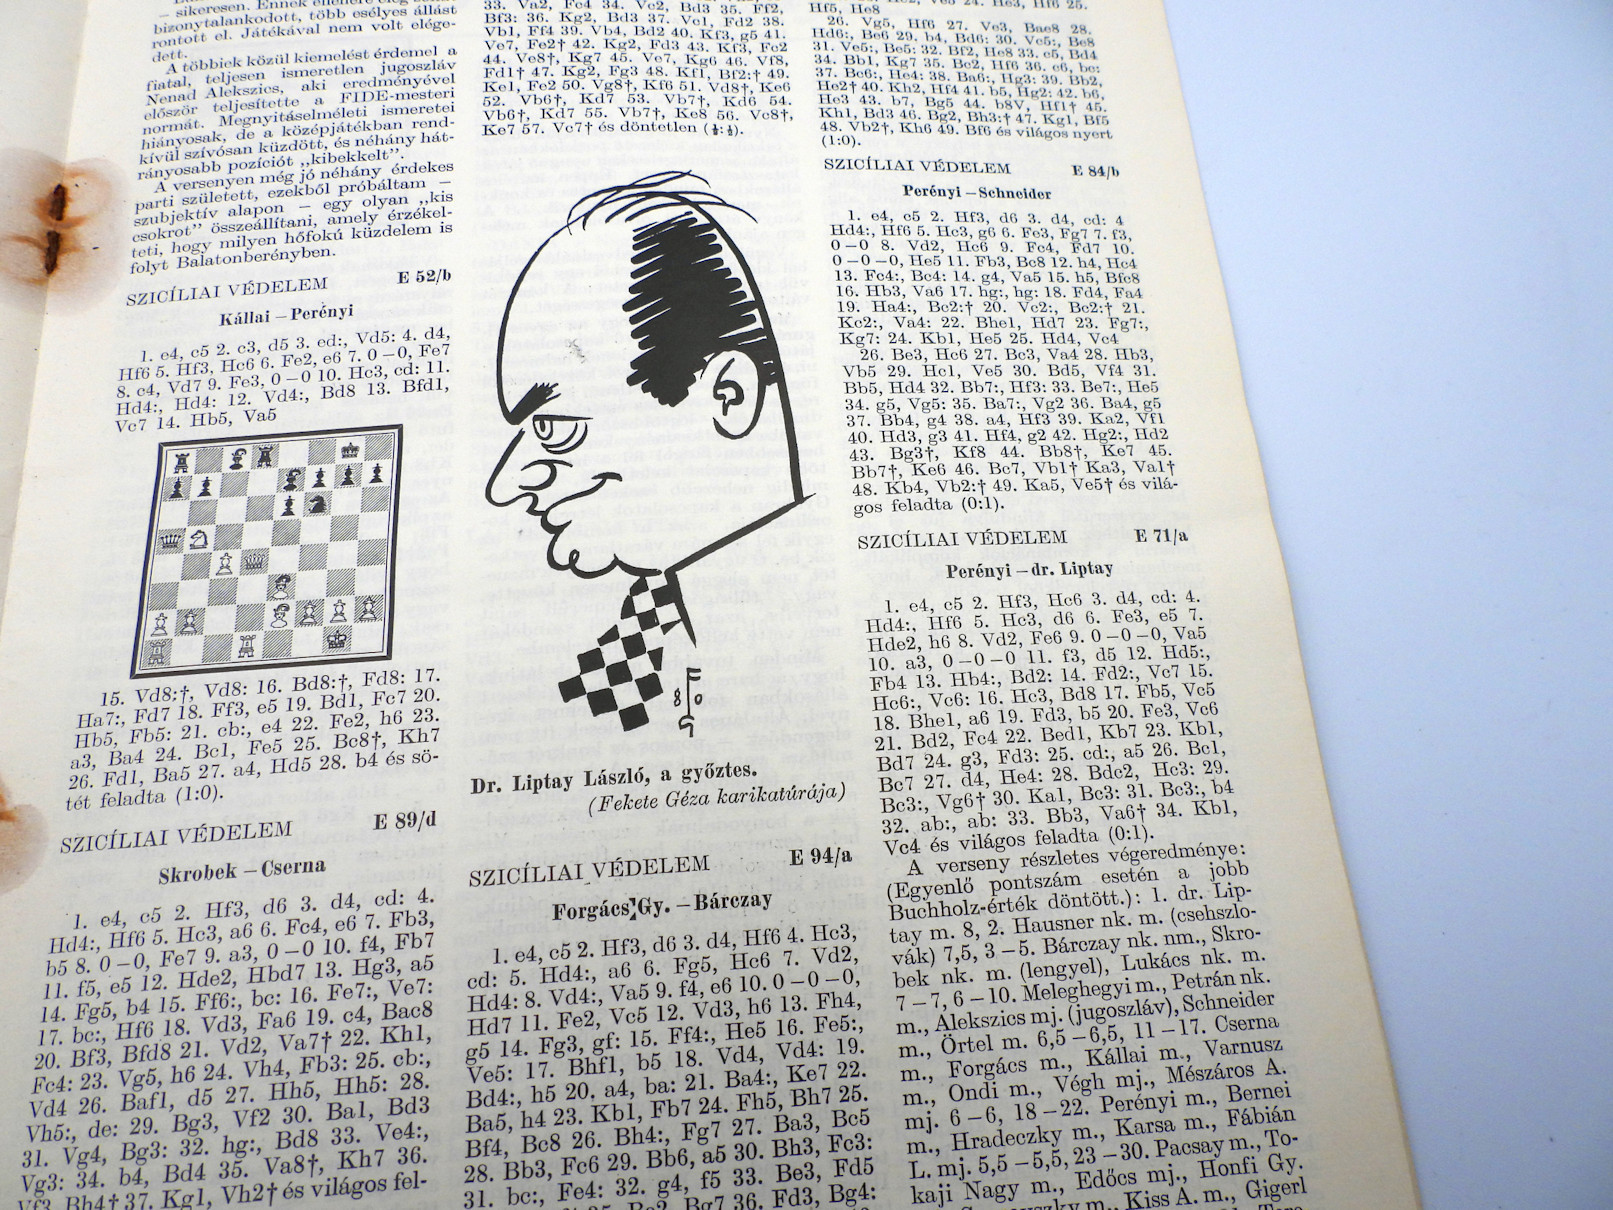 – sikeresen. Ennek ellenére elég
bizonytalankodott, több esélyes állást
rontott el. Játékával nem volt elége-
dett.
A többiek közül kiemelést érdemel a
fiatal, teljesen ismeretlen jugoszláv
Nenad Alekszics, aki eredményével
először teljesítette a FIDE-mesteri
normát. Megnyitáselméleti ismeretei
hiányosak, de a középjátékban rend-
kívül szívósan küzdött, és néhány hát-
rányosabb pozíciót „kibekkelt”.
A versenyen még jó néhány érdekes
parti született, ezekből próbáltam –
szubjektív alapon – egy olyan „kis
csokrot” összeállítani, amely érzékel-
teti, hogy milyen hőfokú küzdelem is
folyt Balatonberényben.
SZICÍLIAI VÉDELEM E 52/b
Kállai – Perényi
1. e4, c5 2. c3, d5 3. ed:, Vd5: 4. d4,
Hf6 5. Hf3, Hc6 6. Fe2, e6 7. 0–0, Fe7
8. c4, Vd7 9. Fe3, 0–0 10. Hc3, cd: 11.
Hd4:, Hd4: 12. Vd4:, Bd8 13. Bfd1,
Vc7 14. Hb5, Va5
15. Vd8:†, Vd8: 16. Bd8:†, Fd8: 17.
Ha7:, Fd7 18. Ff3, e5 19. Bd1, Fc7 20.
Hb5, Fb5: 21. cb:, e4 22. Fe2, h6 23.
a3, Ba4 24. Bc1, Fe5 25. Bc8†, Kh7
26. Fd1, Ba5 27. a4, Hd5 28. b4 és sö-
tét feladta (1:0).
SZICÍLIAI VÉDELEM E 89/d
Skrobek – Cserna
1. e4, c5 2. Hf3, d6 3. d4, cd: 4.
Hd4:, Hf6 5. Hc3, a6 6. Fc4, e6 7. Fb3,
b5 8. 0–0, Fe7 9. a3, 0–0 10. f4, Fb7
11. f5, e5 12. Hde2, Hbd7 13. Hg3, a5
14. Fg5, b4 15. Ff6:, bc: 16. Fe7:, Ve7:
17. bc:, Hf6 18. Vd3, Fa6 19. c4, Bac8
20. Bf3, Bfd8 21. Vd2, Va7† 22. Kh1,
Fc4: 23. Vg5, h6 24. Vh4, Fb3: 25. cb:,
Vd4 26. Baf1, d5 27. Hh5, Hh5: 28.
Vh5:, de: 29. Bg3, Vf2 30. Ba1, Bd3
31. Vg4, Bg3: 32. hg:, Bd8 33. Ve4:,
Vg3: 34. b4, Bd4 35. Va8†, Kh7 36.
Vf3, Bh4† 37. Kg1, Vh2† és világos fel-
33. Va2, Fc4 34. Vc2, Bd3 35. Ff2,
Bf3: 36. Kg2, Bd3 37. Vc1, Fd2 38.
Vb1, Ff4 39. Vb4, Bd2 40. Kf3, g5 41.
Ve7, Fe2† 42. Kg2, Fd3 43. Kf3, Fc2
44. Vc8†, Kg7 45. Vc7, Kg6 46. Vf8,
Fd1† 47. Kg2, Fg3 48. Kf1, Bf2:† 49.
Ke1, Fe2 50. Vg8†, Kf6 51. Vd8†, Ke6
52. Vb6†, Kd7 53. Vb7†, Kd6 54.
Vb6†, Kd7 55. Vb7†, Ke8 56. Vc8†,
Ke7 57. Vc7† és döntetlen (½:½).
80
Dr. Liptay László, a győztes.
(Fekete Géza karikatúrája)
SZICÍLIAI VÉDELEM E 94/a
Forgács Gy. – Bárczay
1. e4, c5 2. Hf3, d6 3. d4, Hf6 4. Hc3,
cd: 5. Hd4:, a6 6. Fg5, Hc6 7. Vd2,
Hd4: 8. Vd4:, Va5 9. f4, e6 10. 0–0–0,
Hd7 11. Fe2, Vc5 12. Vd3, h6 13. Fh4,
g5 14. Fg3, gf: 15. Ff4:, He5 16. Fe5:,
Ve5: 17. Bhf1, b5 18. Vd4, Vd4: 19.
Bd4:, h5 20. a4, ba: 21. Ba4:, Ke7 22.
Ba5, h4 23. Kb1, Fb7 24. Fh5, Bh7 25.
Bf4, Bc8 26. Bh4:, Fg7 27. Ba3, Bc5
28. Bb3, Fc6 29. Bb6, a5 30. Bh3, Fc3:
31. bc:, Fe4: 32. g4, f5 33. Be3, Fd5
Bg7 36. Fd3, Bg4:
Hf5, He8
26. Vg5, Hf6 27. Ve3, Bae8 28.
Hd6:, Be6 29. b4, Bd6: 30. Vc5:, Be8
31. Ve5:, Be5: 32. Bf2, He8 33. c5, Bd4
34. Bb1, Kg7 35. Bc2, Hf6 36. c6, bc:
37. Bc6:, He4: 38. Ba6:, Hg3: 39. Bb2,
He2† 40. Kh2, Hf4 41. b5, Hg2: 42. b6,
He3 43. b7, Bg5 44. b8V, Hf1† 45.
Kh1, Bd3 46. Bg2, Bh3:† 47. Kg1, Bf5
48. Vb2†, Kh6 49. Bf6 és világos nyert
(1:0).
SZICÍLIAI VÉDELEM E 84/b
Perényi – Schneider
1. e4, c5 2. Hf3, d6 3. d4, cd: 4
Hd4:, Hf6 5. Hc3, g6 6. Fe3, Fg7 7. f3,
0–0 8. Vd2, Hc6 9. Fc4, Fd7 10.
0–0–0, He5 11. Fb3, Bc8 12. h4, Hc4
13. Fc4:, Bc4: 14. g4, Va5 15. h5, Bfc8
16. Hb3, Va6 17. hg:, hg: 18. Fd4, Fa4
19. Ha4:, Bc2:† 20. Vc2:, Bc2:† 21.
Kc2:, Va4: 22. Bhe1, Hd7 23. Fg7:,
Kg7: 24. Kb1, He5 25. Hd4, Vc4
26. Be3, Hc6 27. Bc3, Va4 28. Hb3,
Vb5 29. Hc1, Ve5 30. Bd5, Vf4 31.
Bb5, Hd4 32. Bb7:, Hf3: 33. Be7:, He5
34. g5, Vg5: 35. Ba7:, Vg2 36. Ba4, g5
37. Bb4, g4 38. a4, Hf3 39. Ka2, Vf1
40. Hd3, g3 41. Hf4, g2 42. Hg2:, Hd2
43. Bg3†, Kf8 44. Bb8†, Ke7 45.
Bb7†, Ke6 46. Bc7, Vb1† Ka3, Va1†
48. Kb4, Vb2:† 49. Ka5, Ve5† és vilá-
gos feladta (0:1).
SZICÍLIAI VÉDELEM E 71/a
Perényi – dr. Liptay
1. e4, c5 2. Hf3, Hc6 3. d4, cd: 4.
Hd4:, Hf6 5. Hc3, d6 6. Fe3, e5 7.
Hde2, h6 8. Vd2, Fe6 9. 0–0–0, Va5
10. a3, 0–0–0 11. f3, d5 12. Hd5:,
Fb4 13. Hb4:, Bd2: 14. Fd2:, Vc7 15.
Hc6:, Vc6: 16. Hc3, Bd8 17. Fb5, Vc5
18. Bhe1, a6 19. Fd3, b5 20. Fe3, Vc6
21. Bd2, Fc4 22. Bed1, Kb7 23. Kb1,
Bd7 24. g3, Fd3: 25. cd:, a5 26. Bc1,
Bc7 27. d4, He4: 28. Bdc2, Hc3: 29.
Bc3:, Vg6† 30. Ka1, Bc3: 31. Bc3:, b4
32. ab:, ab: 33. Bb3, Va6† 34. Kb1,
Vc4 és világos feladta (0:1).
A verseny részletes végeredménye:
(Egyenlő pontszám esetén a jobb
Buchholz-érték döntött.): 1. dr. Lip-
tay m. 8, 2. Hausner nk. m. (csehszlo-
vák) 7,5, 3–5. Bárczay nk. nm., Skro-
bek nk. m. (lengyel), Lukács nk. m.
7–7, 6–10. Meleghegyi m., Petrán nk.
m., Alekszics mj. (jugoszláv), Schneider
m., Örtel m. 6,5–6,5, 11–17. Cserna
m., Forgács m., Kállai m., Varnusz
m., Ondi m., Végh mj., Mészáros A.
mj. 6–6, 18–22. Perényi m., Bernei
m., Hradeczky m., Karsa m., Fábián
L. mj. 5,5–5,5, 23–30. Pacsay m., To-
kaji Nagy m., Edőcs mj., Honfi Gy.
m., Kiss A. m., Gigerl